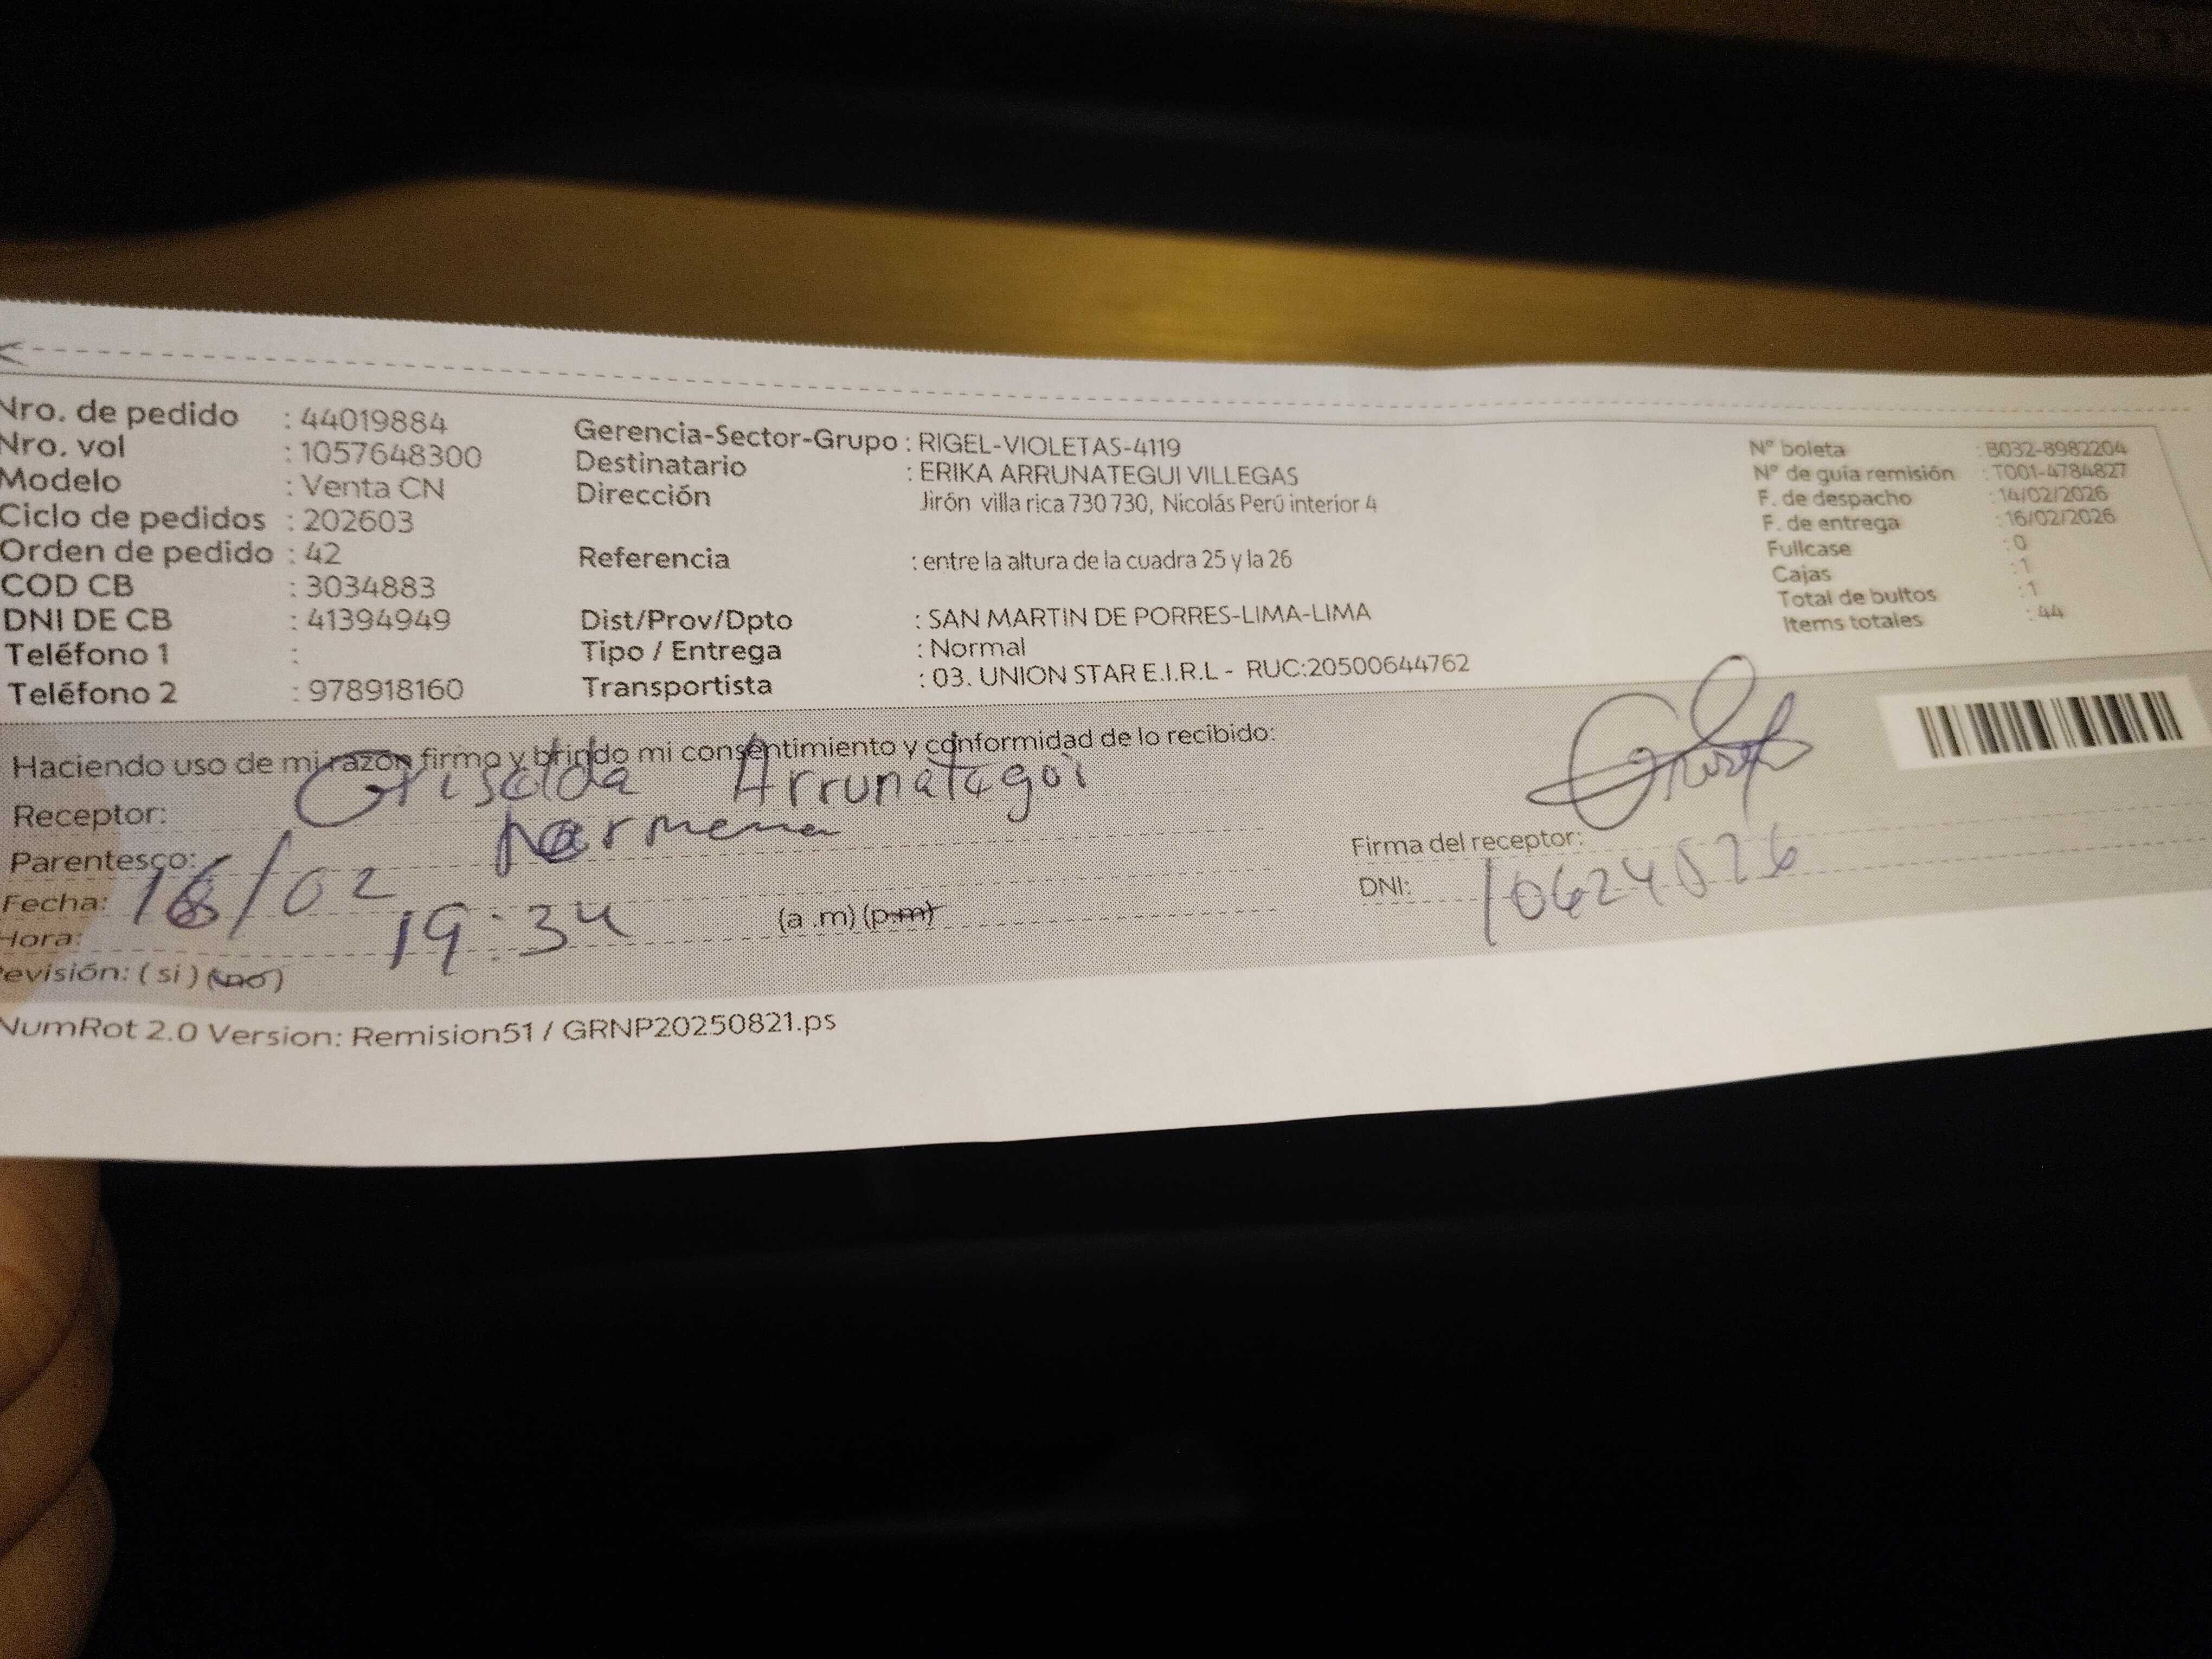 Nro. de pedido : 44019884
Nro. vol : 1057648300
Modelo : Venta CN
Ciclo de pedidos : 202603
Orden de pedido : 42
COD CB : 3034883
DNI DE CB : 41394949
Teléfono 1 :
Teléfono 2 : 978918160
Gerencia-Sector-Grupo : RIGEL-VIOLETAS-4119
Destinatario : ERIKA ARRUNATEGUI VILLEGAS
Dirección Jirón villa rica 730 730, Nicolás Perú interior 4
Referencia : entre la altura de la cuadra 25 y la 26
Dist/Prov/Dpto : SAN MARTIN DE PORRES-LIMA-LIMA
Tipo / Entrega : Normal
Transportista : 03. UNION STAR E.I.R.L - RUC:20500644762
N° boleta : B032-8982204
N° de guía remisión : T001-4784827
F. de despacho : 14/02/2026
F. de entrega : 16/02/2026
Fullcase : 0
Cajas : 1
Total de bultos : 1
Items totales : 44
Haciendo uso de mi razón firmo y brindo mi consentimiento y conformidad de lo recibido:
Receptor: Griselda Arrunategoi
Parentesco:
Fecha: 16/02
Hora: 19:34 (a .m) (p.m)
evisión: ( si ) (no)
Firma del receptor:
DNI: 10624526
NumRot 2.0 Version: Remision51 / GRNP20250821.ps